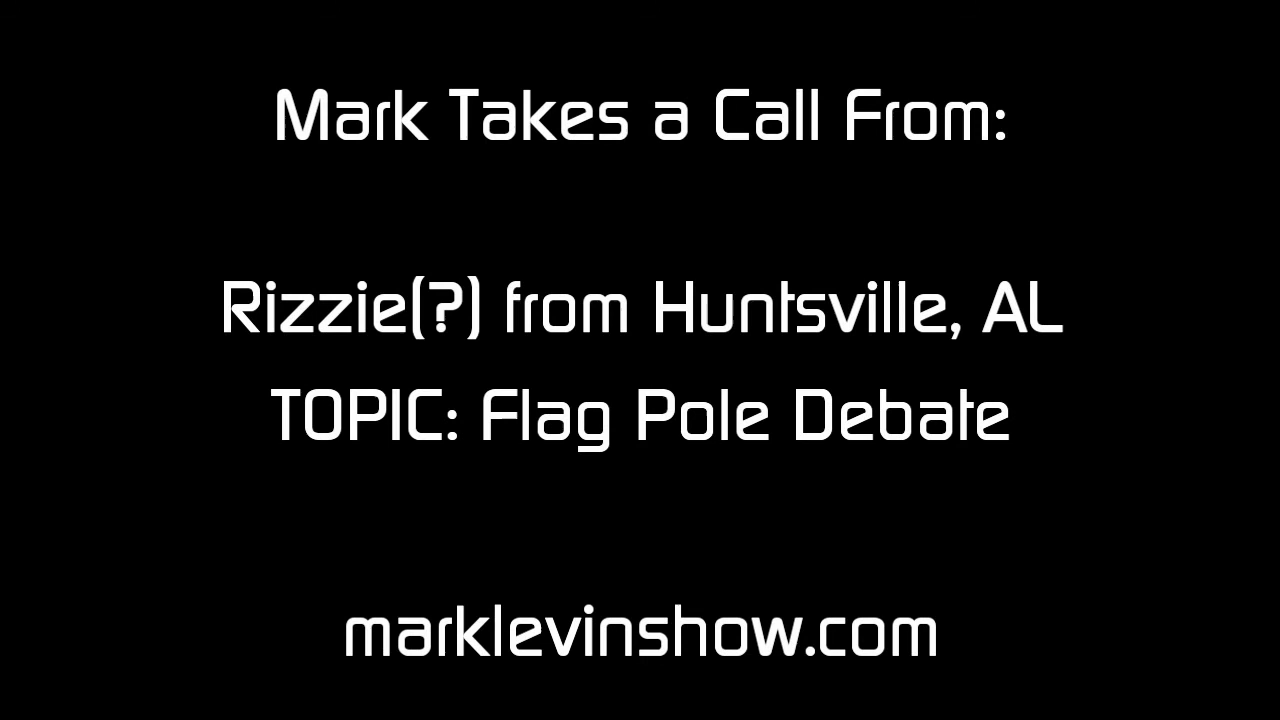 Mark Takes a Call From:
Rizzie(?) from Huntsville, AL
TOPIC: Flag Pole Debate
marklevinshow.com